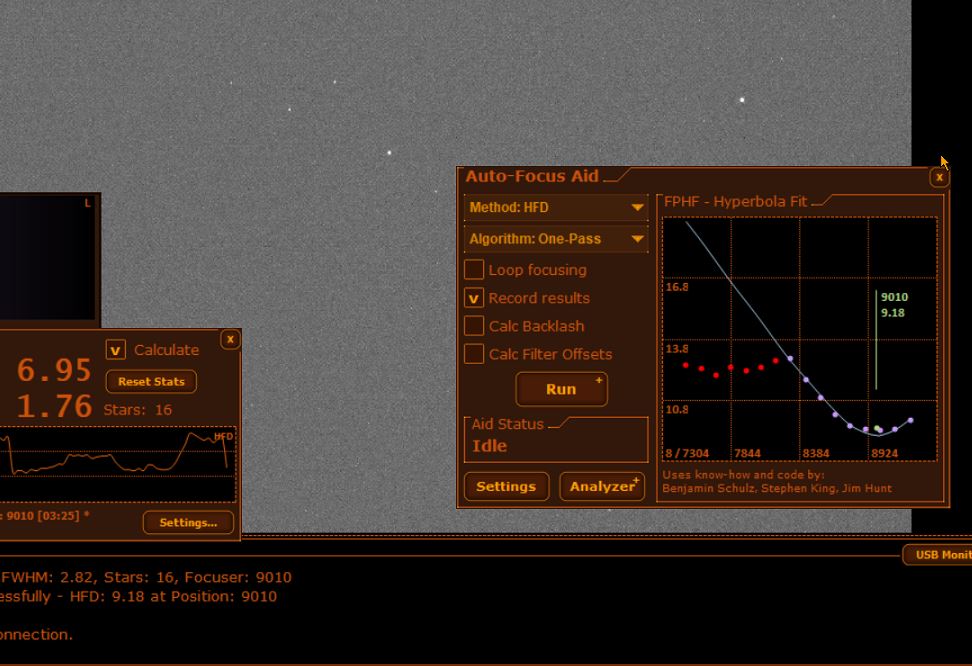 Auto-Focus Aid
x
Method: HFD
Algorithm: One-Pass
Loop focusing
v Record results
Calc Backlash
Calc Filter Offsets
Run +
Aid Status
Idle
Settings
Analyzer +
FPHF - Hyperbola Fit
9010
9.18
16.8
13.8
10.8
8 / 7304 7844 8384 8924
Uses know-how and code by:
Benjamin Schulz, Stephen King, Jim Hunt
L
x
6.95
v Calculate
Reset Stats
1.76
Stars: 16
HFD
: 9010 [03:25] *
Settings...
USB Monit
FWHM: 2.82, Stars: 16, Focuser: 9010
essfully - HFD: 9.18 at Position: 9010
onnection.